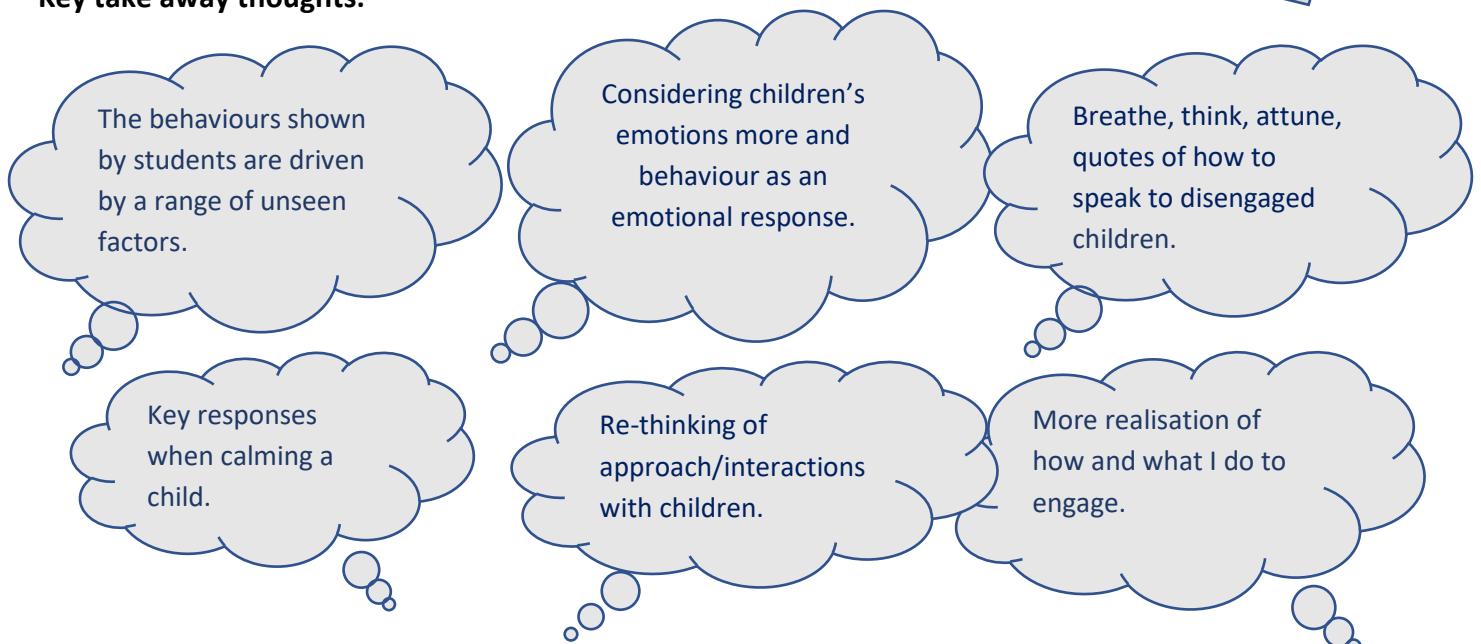 Key take away thoughts:
The behaviours shown
by students are driven
by a range of unseen
factors.
Considering children's
emotions more and
behaviour as an
emotional response.
Breathe, think, attune,
quotes of how to
speak to disengaged
children.
Key responses
when calming a
child.
Re-thinking of
approach/interactions
with children.
More realisation of
how and what I do to
engage.